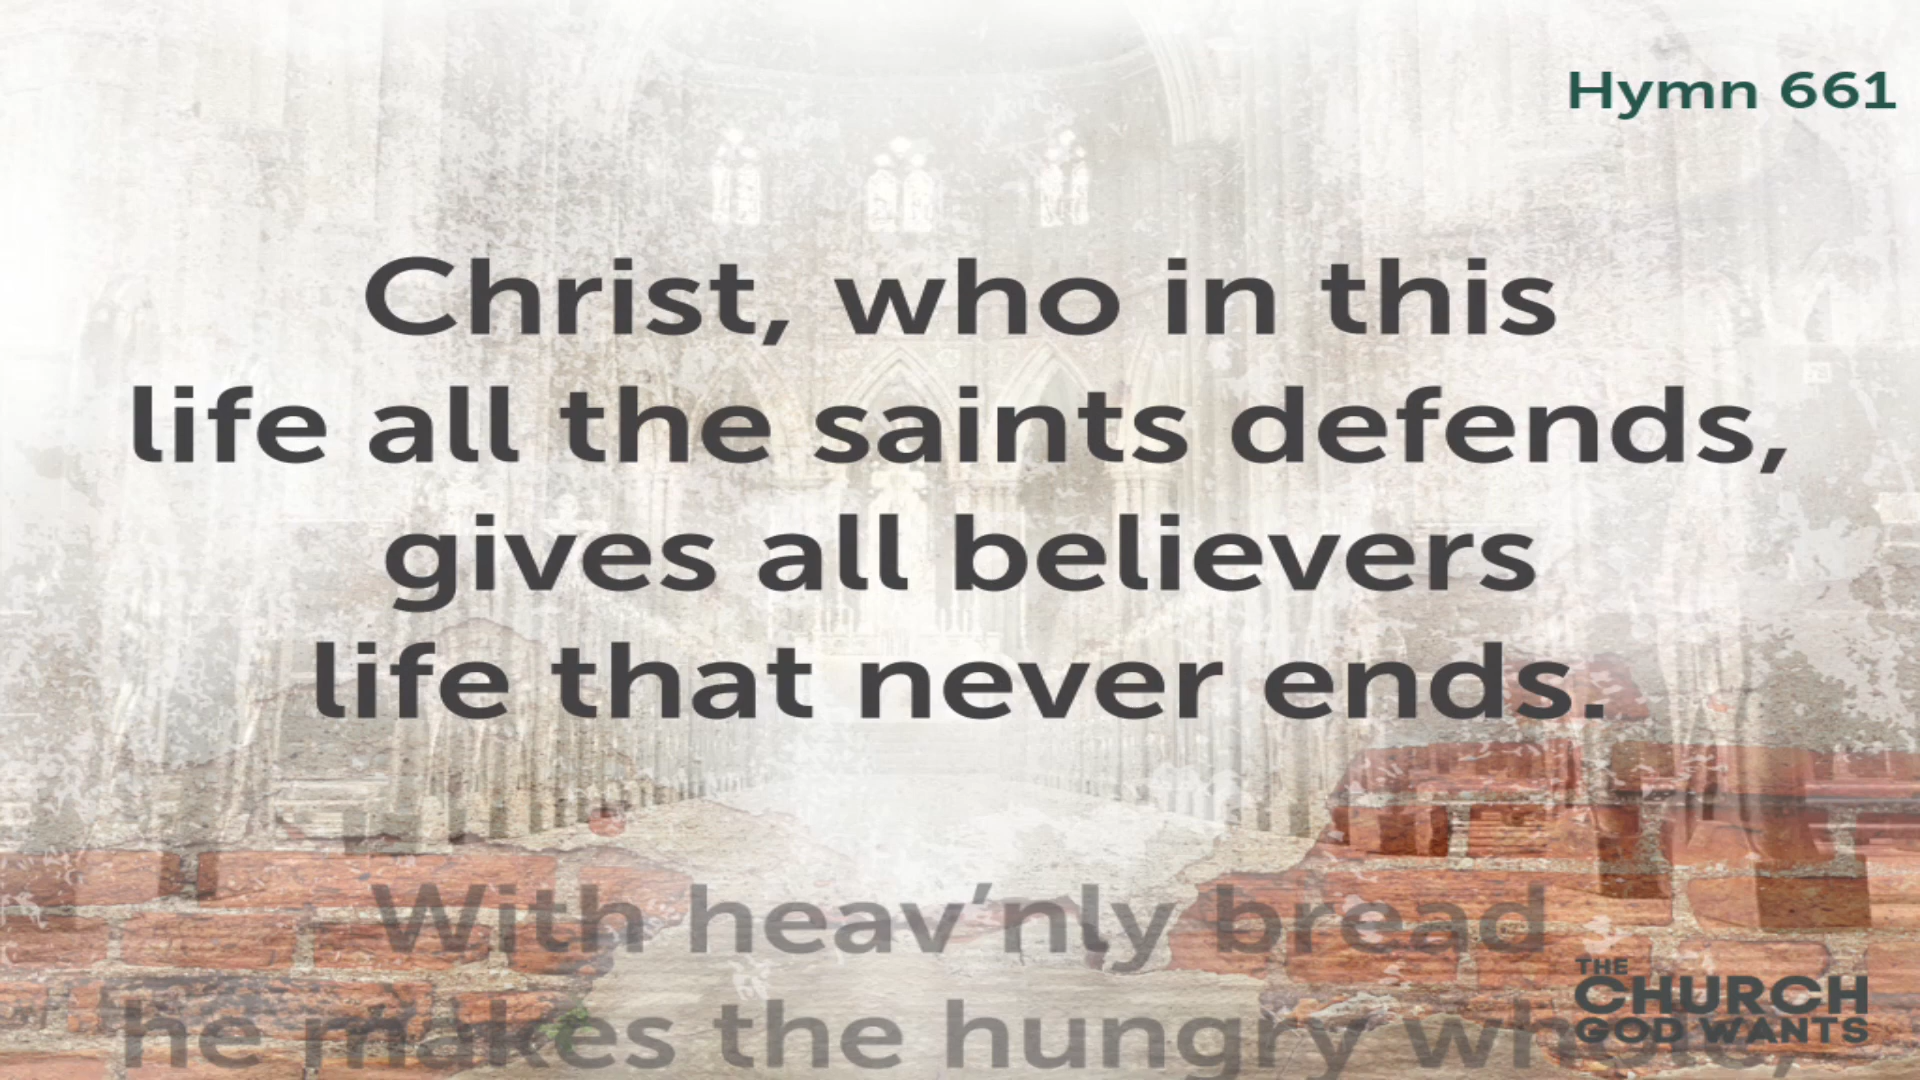 Hymn 661
Christ, who in this
life all the saints defends,
gives all believers
life that never ends.
With heav’nly bread
he makes the hungry whole,
THE
CHURCH
GOD WANTS